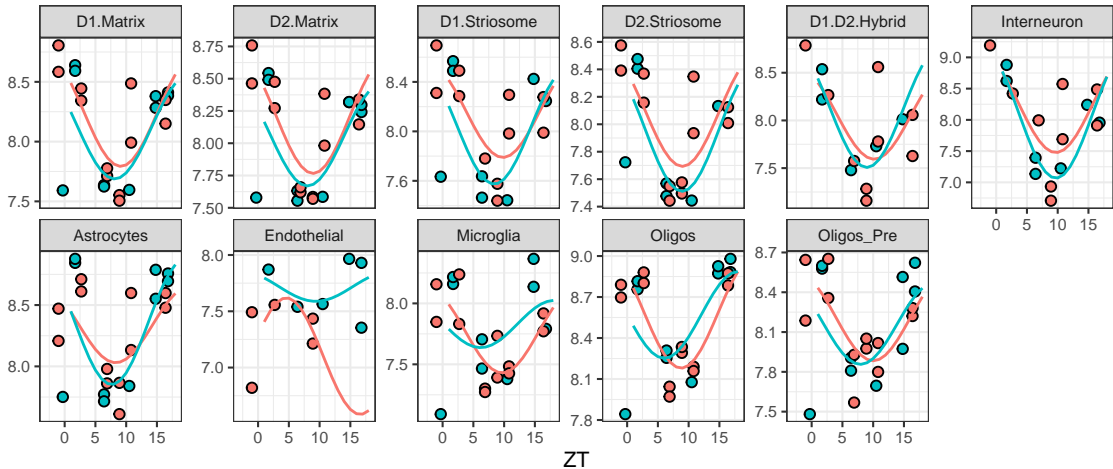 D1.Matrix D2.Matrix D1.Striosome D2.Striosome D1.D2.Hybrid Interneuron
8.5 8.0 7.5
8.75 8.50 8.25 8.00 7.75 7.50
8.4 8.0 7.6
8.6 8.4 8.2 8.0 7.8 7.6 7.4
8.5 8.0 7.5
9.0 8.5 8.0 7.5 7.0
0 5 10 15
Astrocytes Endothelial Microglia Oligos Oligos_Pre
8.5 8.0
8.0 7.5 7.0
8.0 7.5
9.0 8.7 8.4 8.1 7.8
8.7 8.4 8.1 7.8 7.5
0 5 10 15 0 5 10 15 0 5 10 15 0 5 10 15 0 5 10 15
ZT